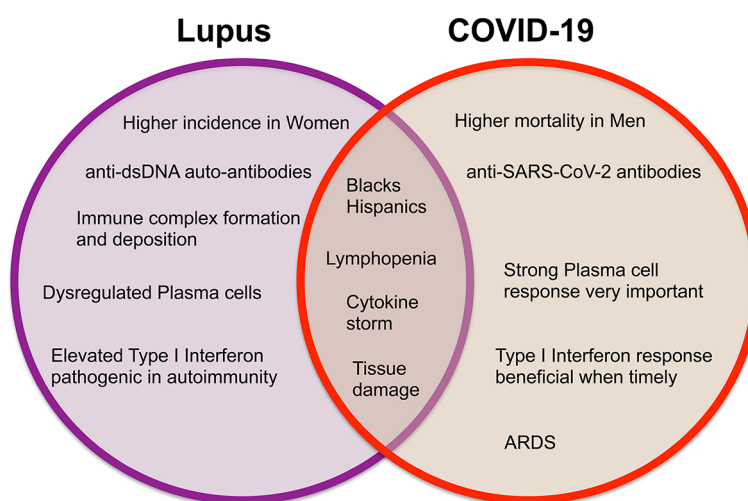 Lupus
COVID-19
Higher incidence in Women
anti-dsDNA auto-antibodies
Immune complex formation
and deposition
Dysregulated Plasma cells
Elevated Type I Interferon
pathogenic in autoimmunity
Blacks
Hispanics
Lymphopenia
Cytokine
storm
Tissue
damage
Higher mortality in Men
anti-SARS-CoV-2 antibodies
Strong Plasma cell
response very important
Type I Interferon response
beneficial when timely
ARDS